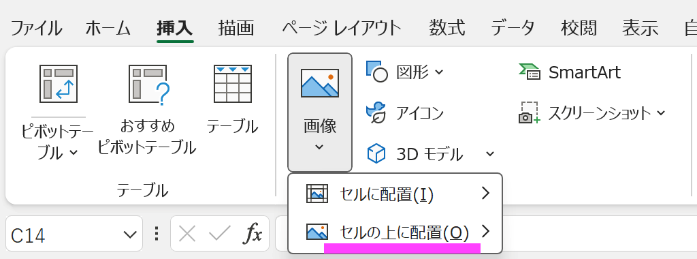 ファイル ホーム 挿入 描画 ページ レイアウト 数式 データ 校閲 表示
ピボットテー
ブル
おすすめ
ピボットテーブル
テーブル
テーブル
画像
図形
アイコン
3D モデル
SmartArt
スクリーンショット
セルに配置(I)
セルの上に配置(O)
C14
fx